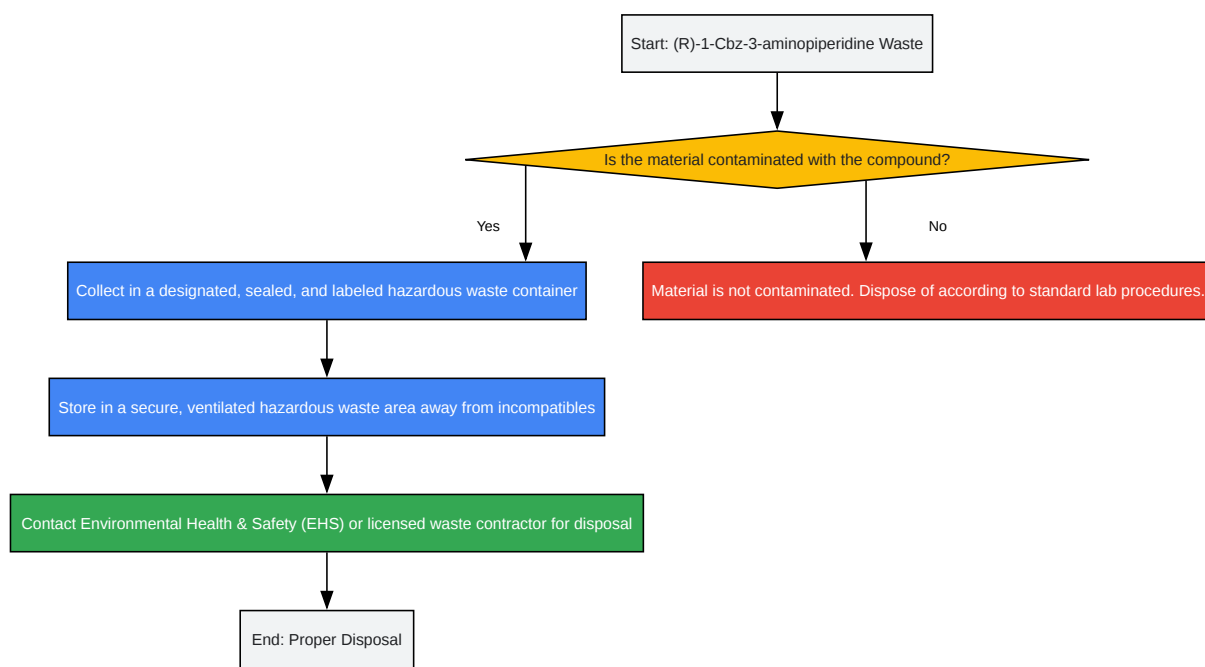 Start: (R)-1-Cbz-3-aminopiperidine Waste
Is the material contaminated with the compound?
Yes
No
Collect in a designated, sealed, and labeled hazardous waste container
Material is not contaminated. Dispose of according to standard lab procedures.
Store in a secure, ventilated hazardous waste area away from incompatibles
Contact Environmental Health & Safety (EHS) or licensed waste contractor for disposal
End: Proper Disposal